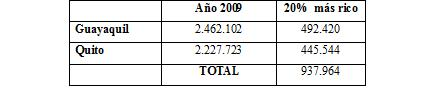 Año 2009 20% más rico
Guayaquil 2.462.102 492.420
Quito 2.227.723 445.544
TOTAL 937.964